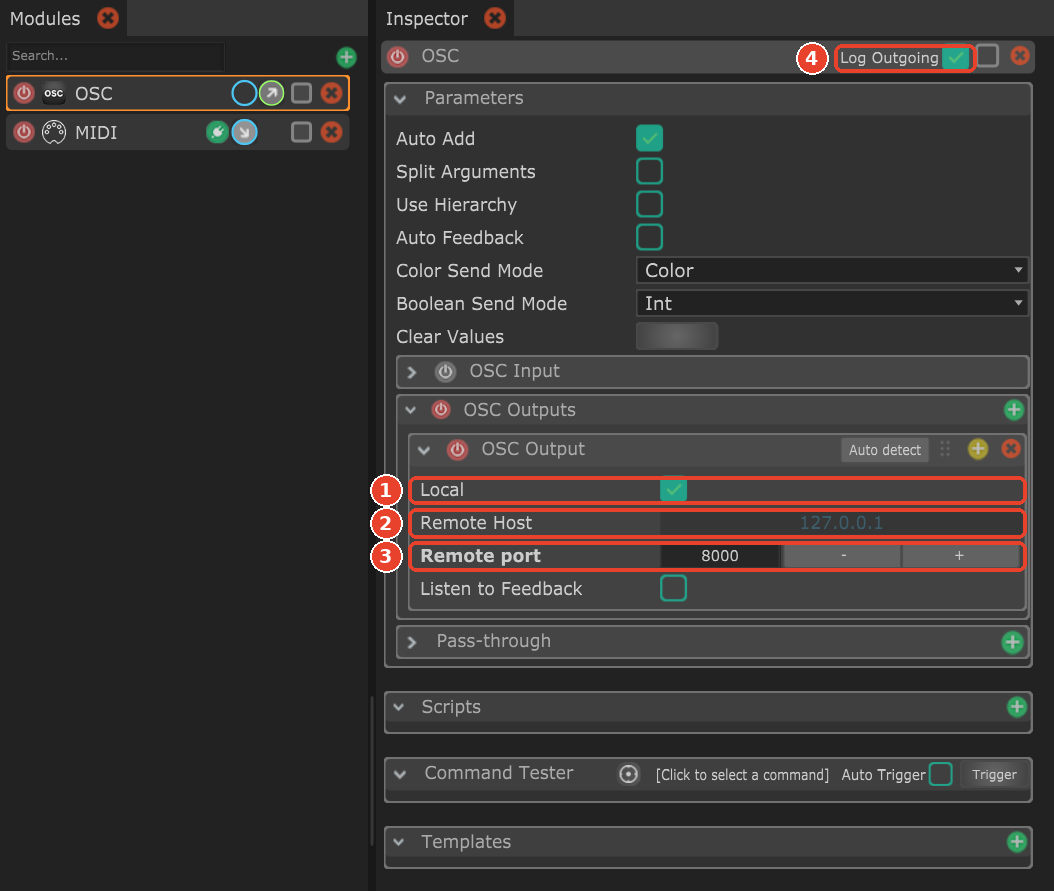 Modules
Inspector
Search...
OSC
4
Log Outgoing
OSC OSC
MIDI
Parameters
Auto Add
Split Arguments
Use Hierarchy
Auto Feedback
Color Send Mode
Color
Boolean Send Mode
Int
Clear Values
OSC Input
OSC Outputs
OSC Output
Auto detect
1
Local
2
Remote Host
127.0.0.1
3
Remote port
8000
-
+
Listen to Feedback
Pass-through
Scripts
Command Tester
[Click to select a command]
Auto Trigger
Trigger
Templates